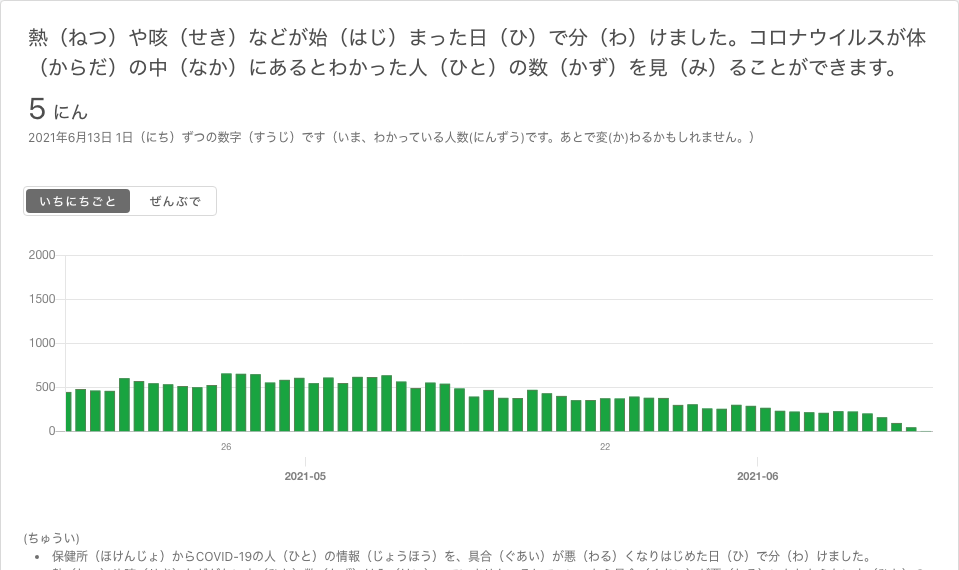 熱（ねつ）や咳（せき）などが始（はじ）まった日（ひ）で分（わ）けました。コロナウイルスが体
（からだ）の中（なか）にあるとわかった人（ひと）の数（かず）を見（み）ることができます。
5 にん
2021年6月13日 1日（にち）ずつの数字（すうじ）です（いま、わかっている人数(にんずう)です。あとで変(か)わるかもしれません。）
いちにちごと ぜんぶで
2000
1500
1000
500
0
26 22
2021-05 2021-06
(ちゅうい)
• 保健所（ほけんじょ）からCOVID-19の人（ひと）の情報（じょうほう）を、具合（ぐあい）が悪（わる）くなりはじめた日（ひ）で分（わ）けました。